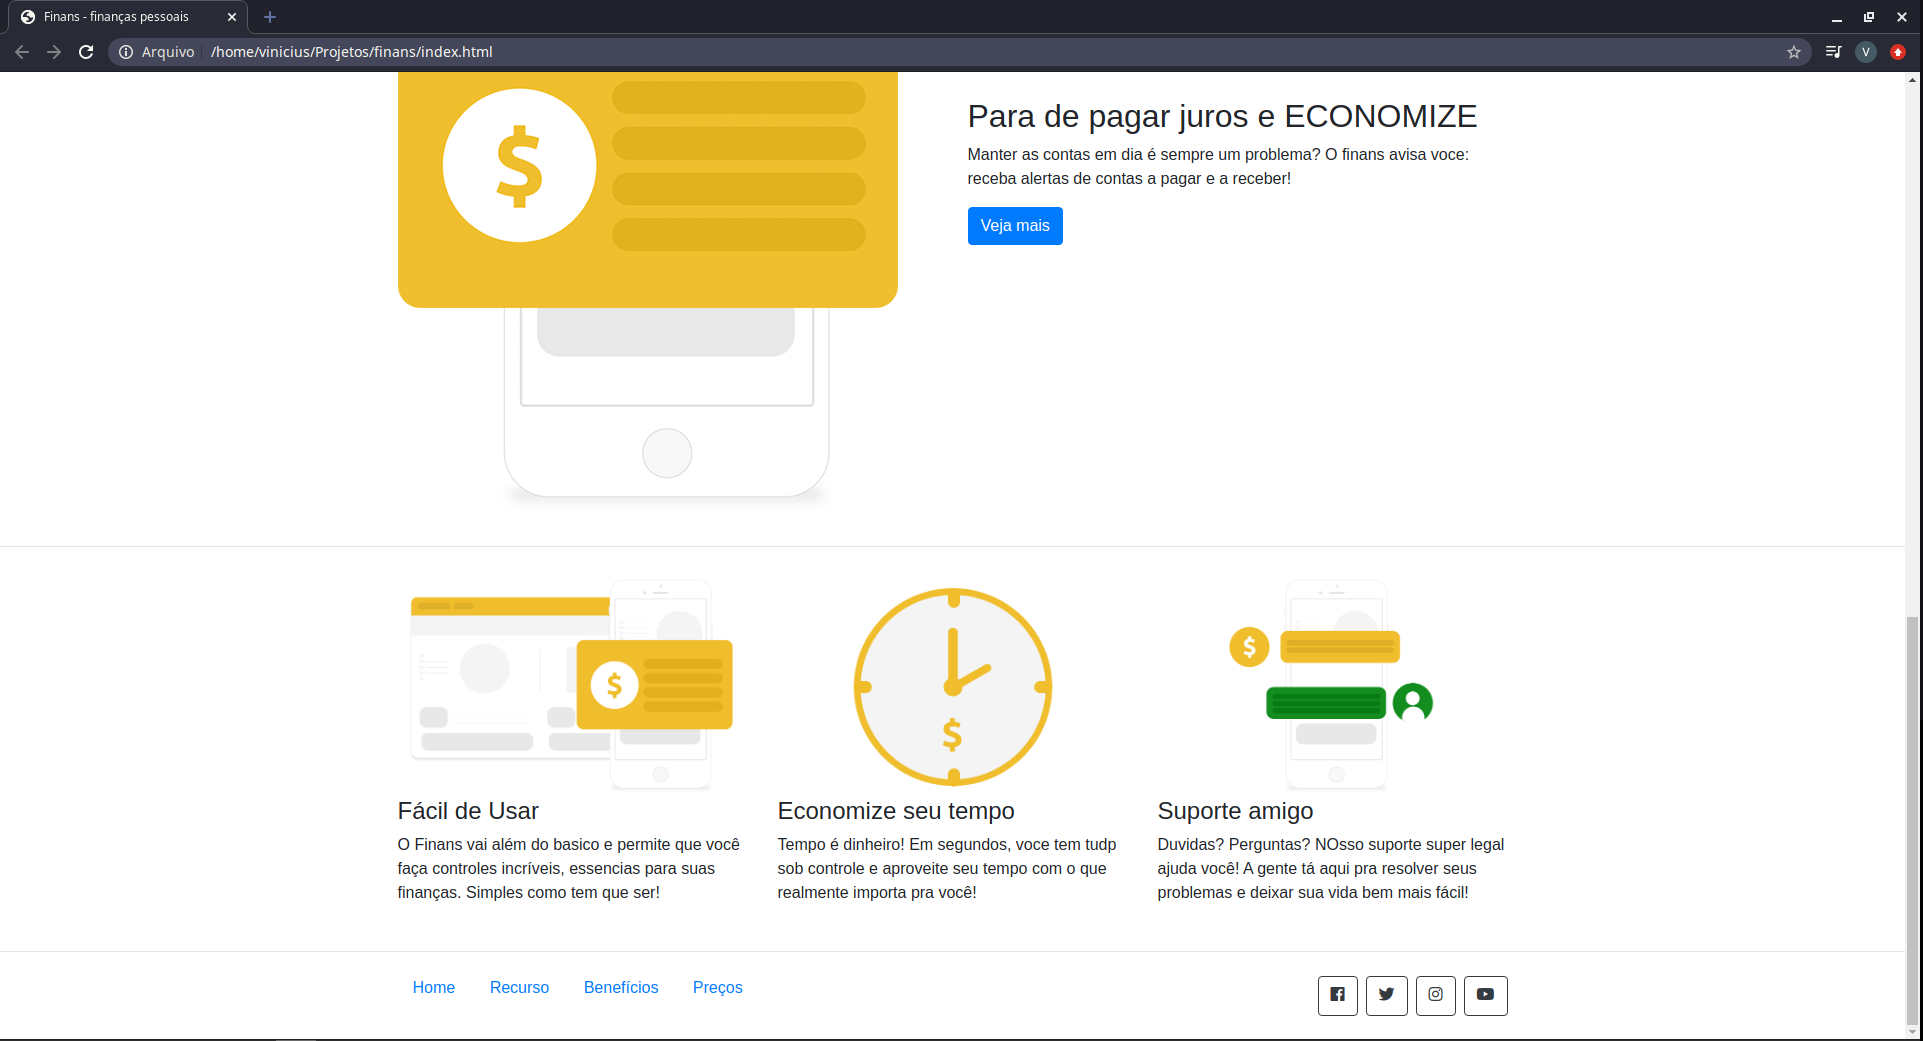 Finans - finanças pessoais
Arquivo /home/vinicius/Projetos/finans/index.html
V
$
Para de pagar juros e ECONOMIZE
Manter as contas em dia é sempre um problema? O finans avisa voce:
receba alertas de contas a pagar e a receber!
Veja mais
$
$
$
Fácil de Usar
O Finans vai além do basico e permite que você
faça controles incríveis, essencias para suas
finanças. Simples como tem que ser!
Economize seu tempo
Tempo é dinheiro! Em segundos, voce tem tudp
sob controle e aproveite seu tempo com o que
realmente importa pra você!
Suporte amigo
Duvidas? Perguntas? NOsso suporte super legal
ajuda você! A gente tá aqui pra resolver seus
problemas e deixar sua vida bem mais fácil!
Home Recurso Benefícios Preços